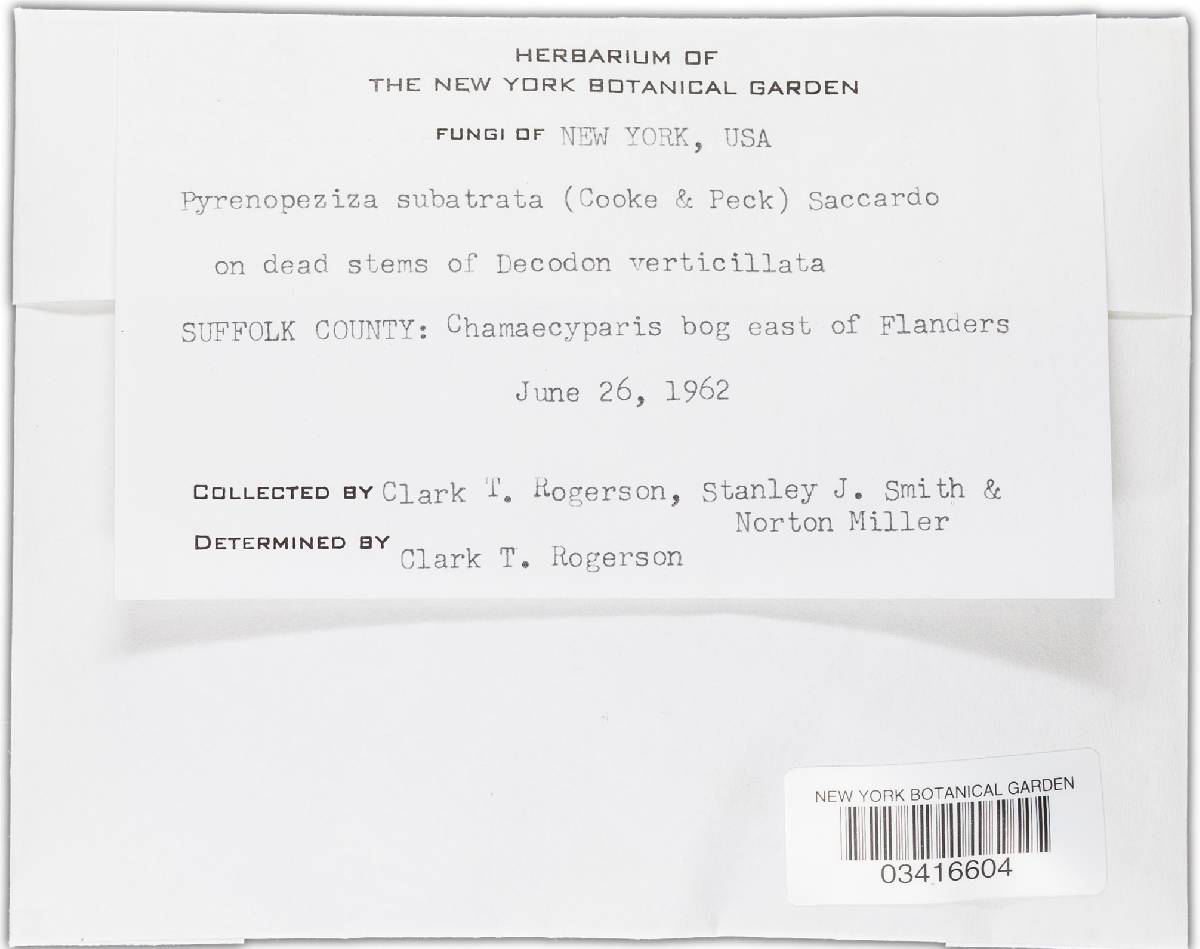 HERBARIUM OF
THE NEW YORK BOTANICAL GARDEN
FUNGI OF NEW YORK, USA
Pyrenopeziza subatrata (Cooke & Peck) Saccardo
on dead stems of Decodon verticillata
SUFFOLK COUNTY: Chamaecyparis bog east of Flanders
June 26, 1962
COLLECTED BY Clark T. Rogerson, Stanley J. Smith &
Norton Miller
DETERMINED BY Clark T. Rogerson
NEW YORK BOTANICAL GARDEN
03416604